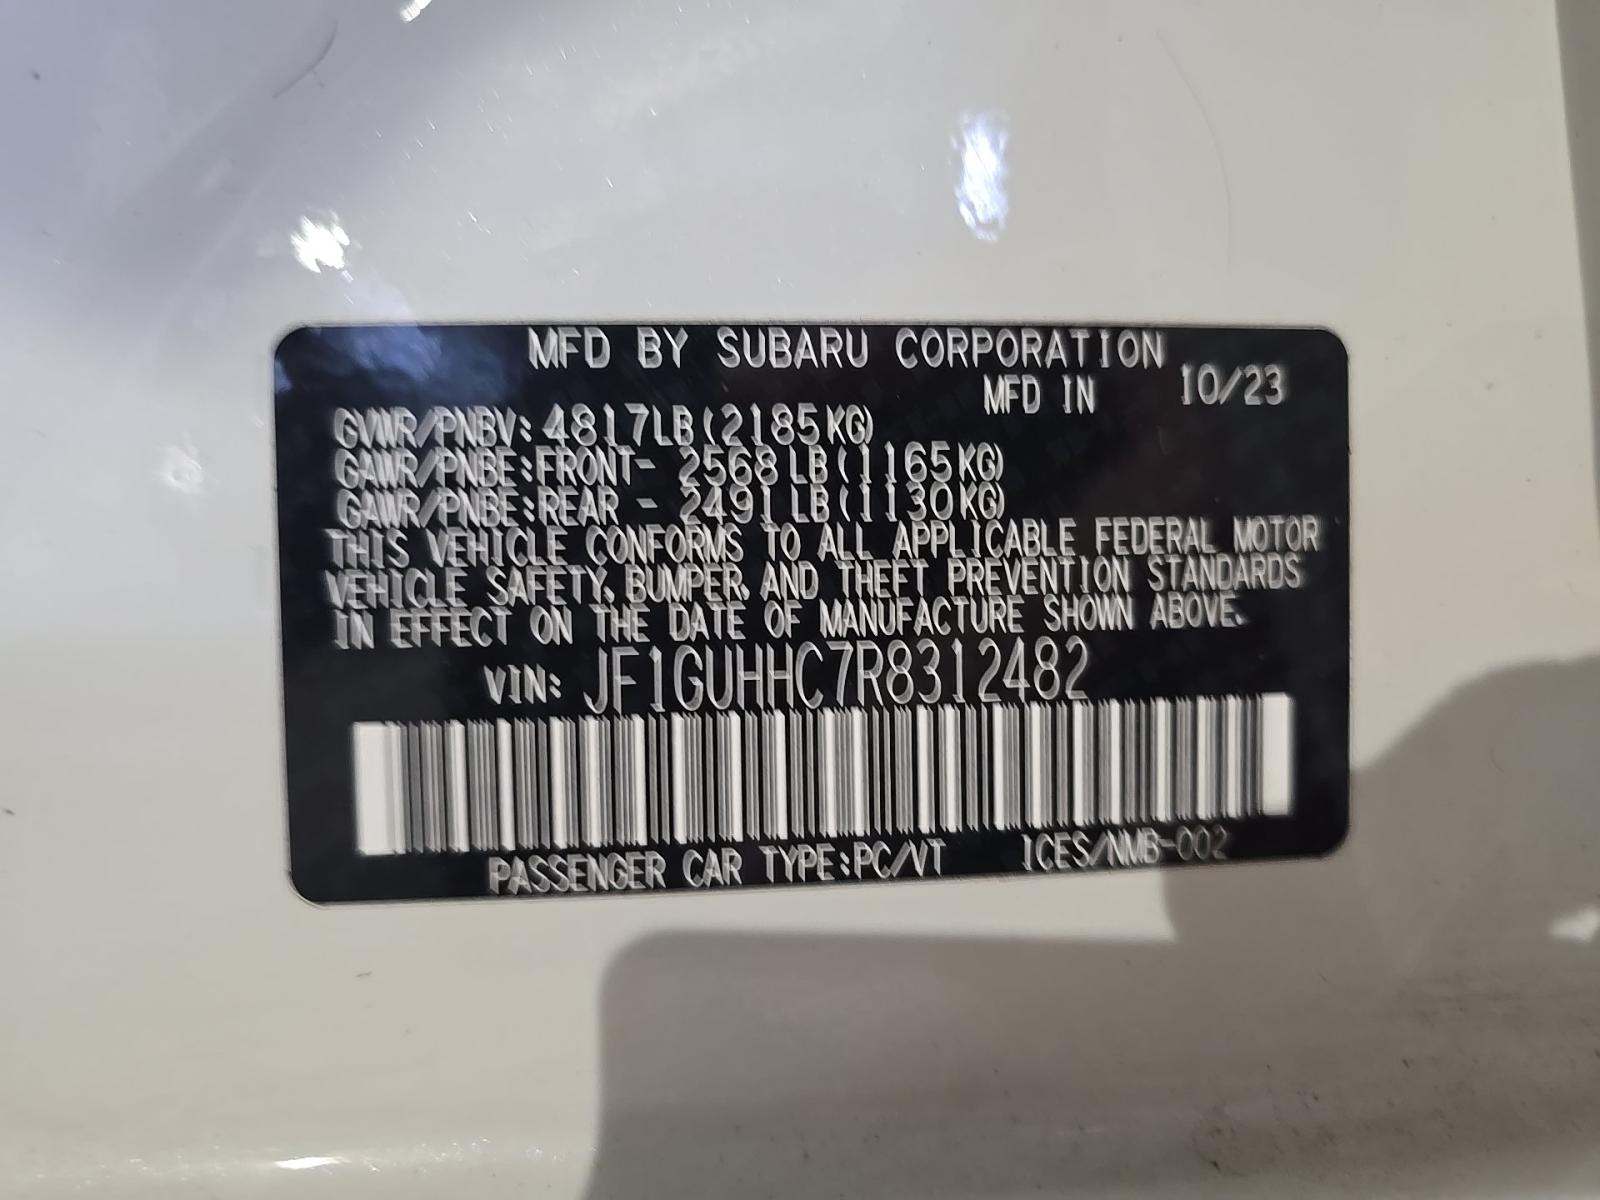 MFD BY SUBARU CORPORATION
MFD IN 10/23
GVWR/PNBV: 4817LB(2185KG)
GAWR/PNBE:FRONT- 2568LB(1165KG)
GAWR/PNBE:REAR - 2491LB(1130KG)
THIS VEHICLE CONFORMS TO ALL APPLICABLE FEDERAL MOTOR
VEHICLE SAFETY, BUMPER, AND THEFT PREVENTION STANDARDS
IN EFFECT ON THE DATE OF MANUFACTURE SHOWN ABOVE.
VIN: JF1GUHHC7R8312482
PASSENGER CAR TYPE:PC/VT ICES/NMB-002